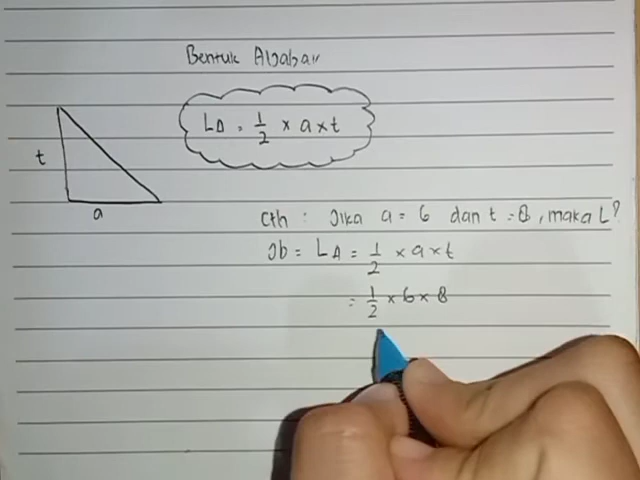 Bentuk Aljabar
L∆ = 1/2 × a × t
t
a
Cth : Jika a = 6 dan t = 8, maka L?
Jb = L∆ = 1/2 × a × t
= 1/2 × 6 × 8